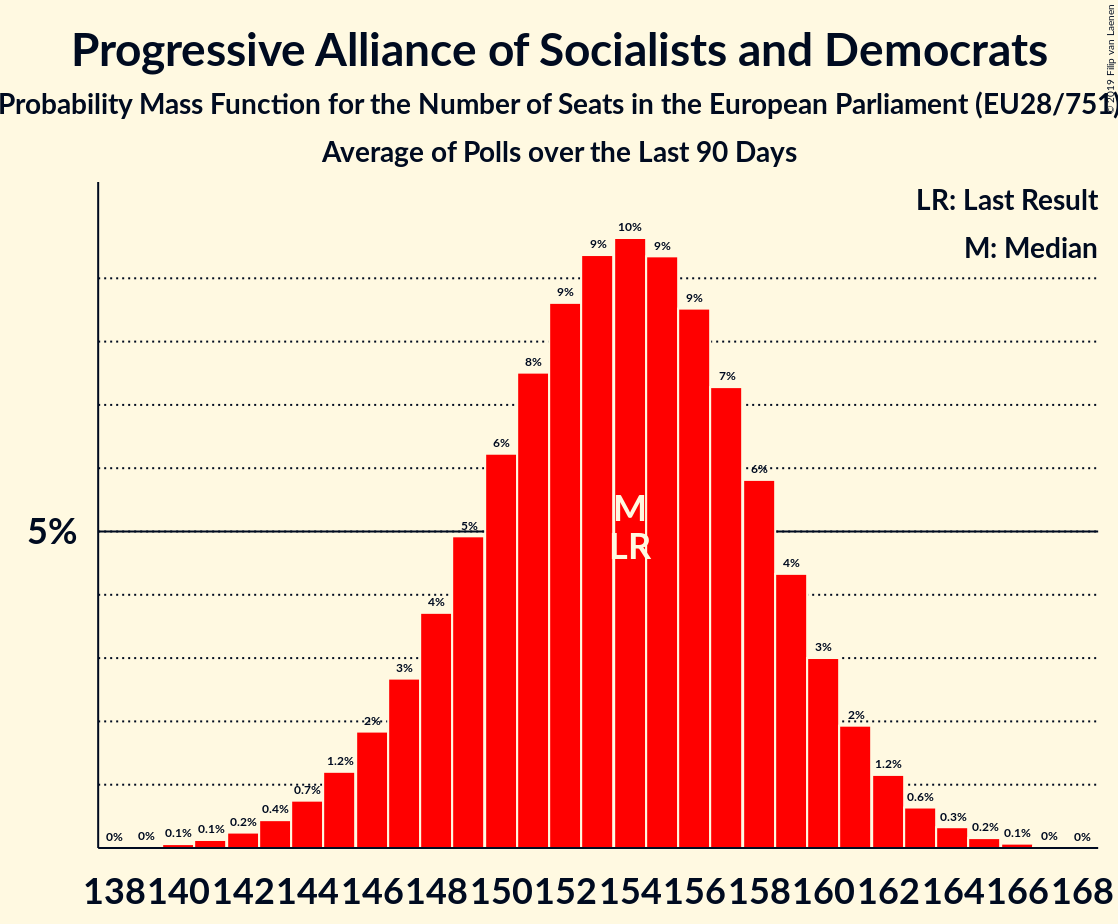 Progressive Alliance of Socialists and Democrats
Probability Mass Function for the Number of Seats in the European Parliament (EU28/751)
Average of Polls over the Last 90 Days
© 2019 Filip van Laenen
LR: Last Result
M: Median
5%
0% 0% 0.1% 0.1% 0.2% 0.4% 0.7% 1.2% 2% 3% 4% 5% 6% 8% 9% 9% 10% 9% 9% 7% 6% 4% 3% 2% 1.2% 0.6% 0.3% 0.2% 0.1% 0% 0%
M
LR
138 140 142 144 146 148 150 152 154 156 158 160 162 164 166 168